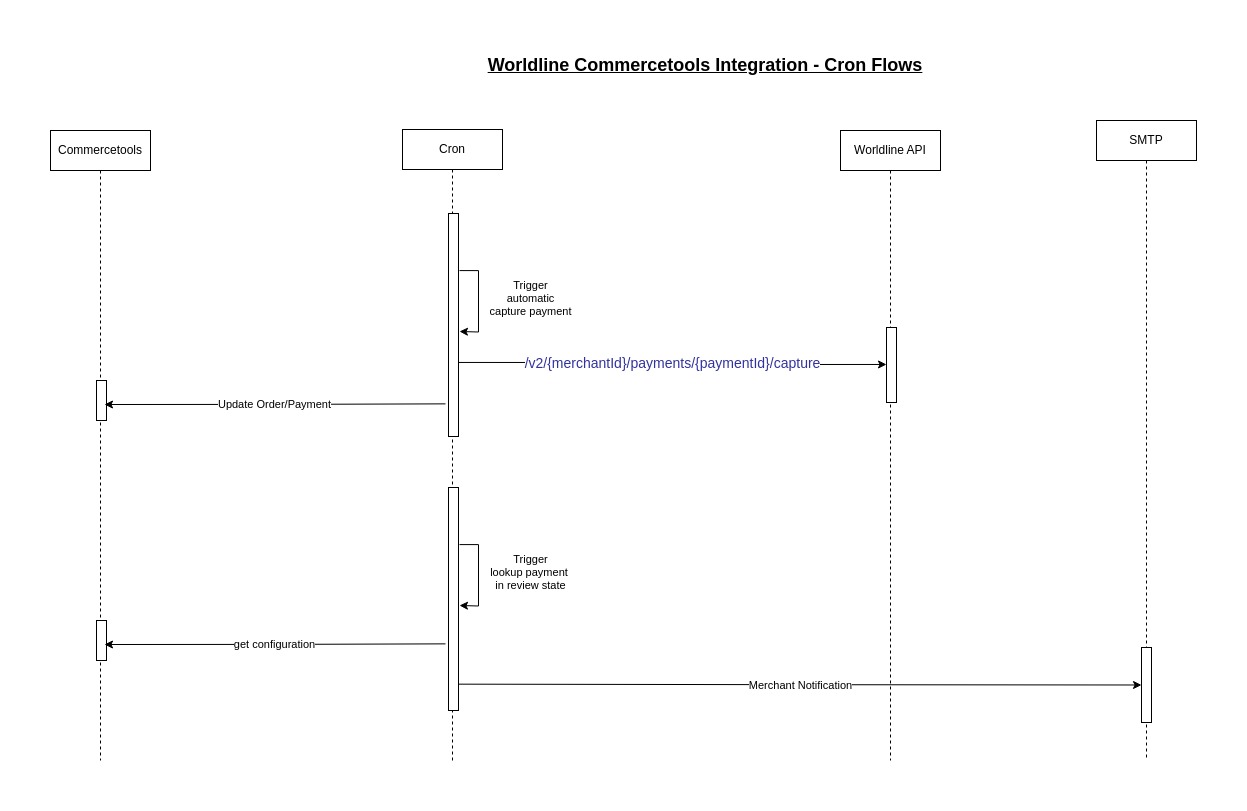 Worldline Commercetools Integration - Cron Flows
Commercetools
Cron
Worldline API
SMTP
Trigger
automatic
capture payment
/v2/{merchantId}/payments/{paymentId}/capture
Update Order/Payment
Trigger
lookup payment
in review state
get configuration
Merchant Notification